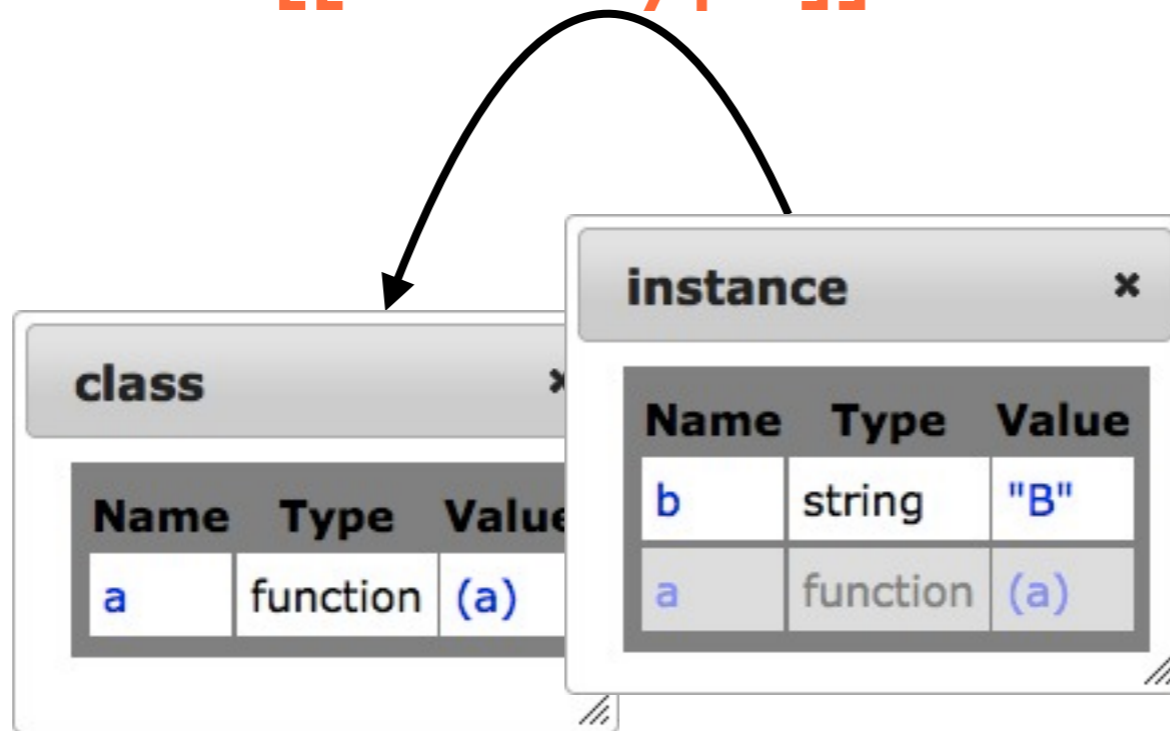 instance
Name Type Value
b string "B"
a function (a)
class
Name Type Value
a function (a)